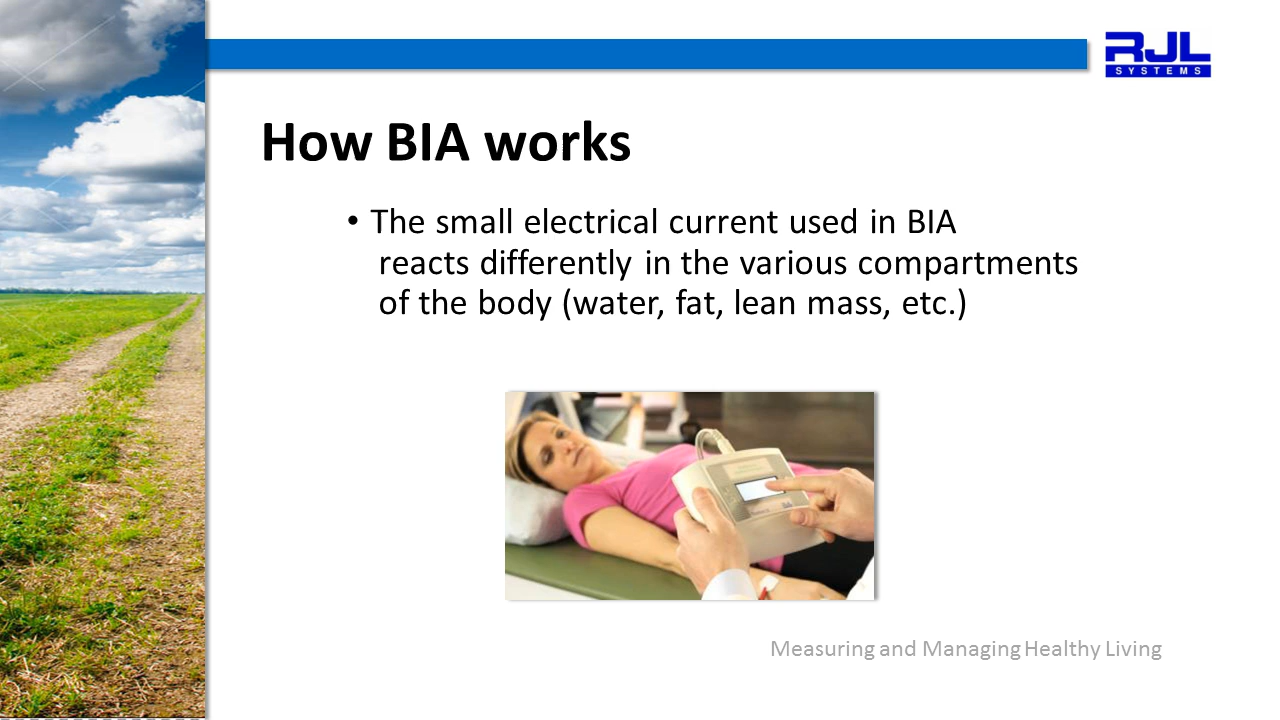 RJL
SYSTEMS
How BIA works
• The small electrical current used in BIA
reacts differently in the various compartments
of the body (water, fat, lean mass, etc.)
Measuring and Managing Healthy Living